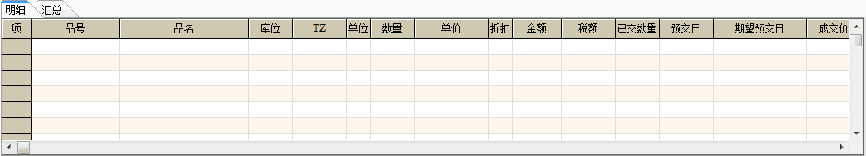 明细 汇总
项 品号 品名 库位 TZ 单位 数量 单价 折扣 金额 税额 已交数量 预交日 期望预交日 成交价